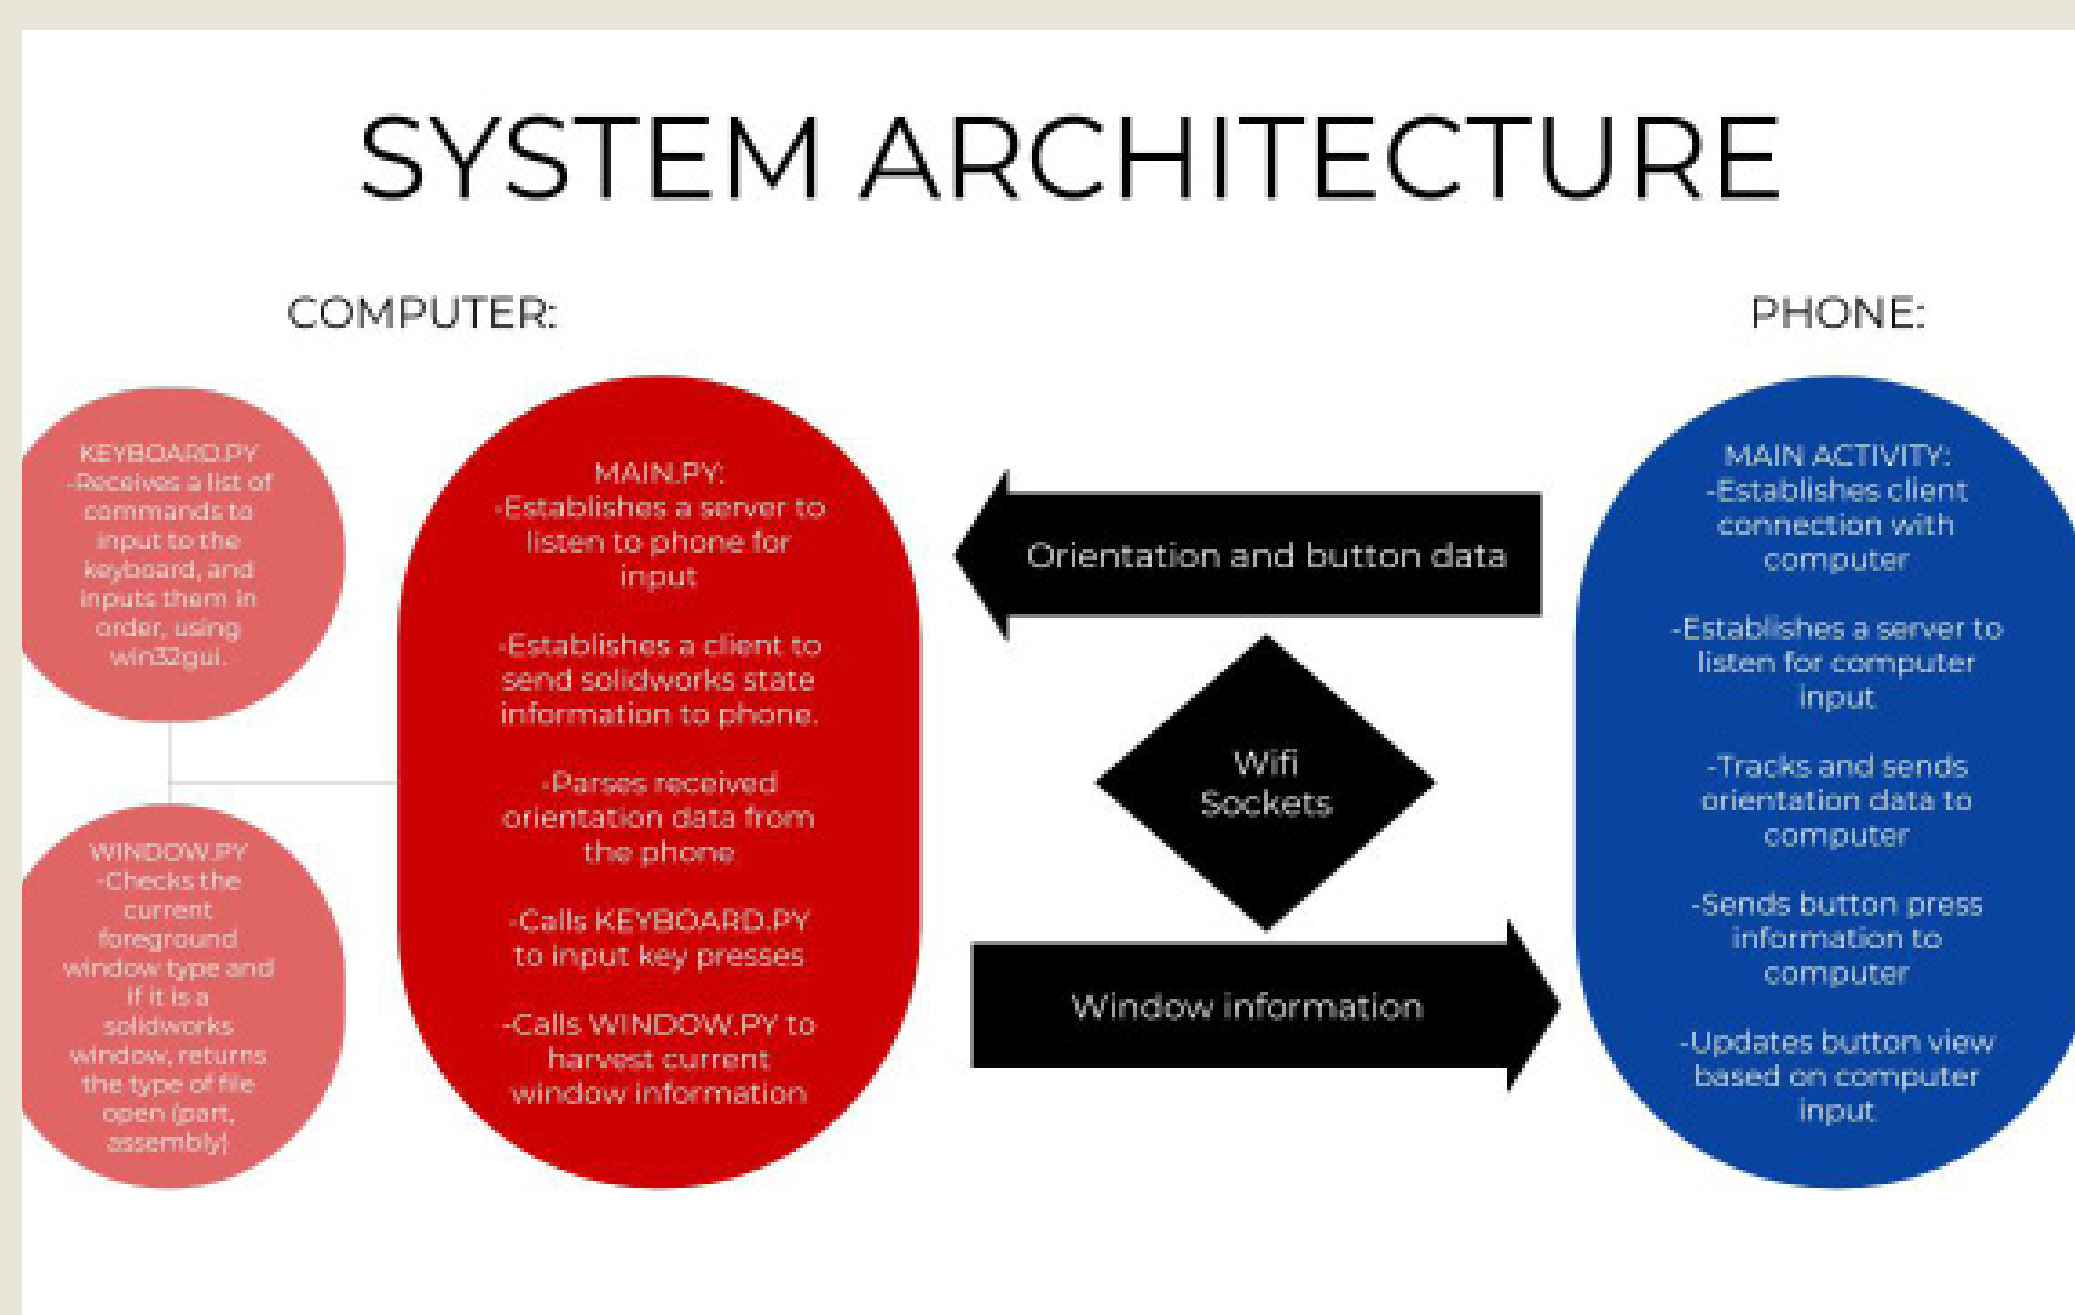 SYSTEM ARCHITECTURE
COMPUTER:
PHONE:
KEYBOARD.PY
-Receives a list of
commands to
input to the
keyboard, and
inputs them in
order, using
win32gui.
WINDOW.PY
-Checks the
current
foreground
window type and
if it is a
solidworks
window, returns
the type of file
open (part,
assembly)
MAIN.PY:
-Establishes a server to
listen to phone for
input
-Establishes a client to
send solidworks state
information to phone.
-Parses received
orientation data from
the phone
-Calls KEYBOARD.PY
to input key presses
-Calls WINDOW.PY to
harvest current
window information
Orientation and button data
Wifi
Sockets
Window information
MAIN ACTIVITY:
-Establishes client
connection with
computer
-Establishes a server to
listen for computer
input
-Tracks and sends
orientation data to
computer
-Sends button press
information to
computer
-Updates button view
based on computer
input